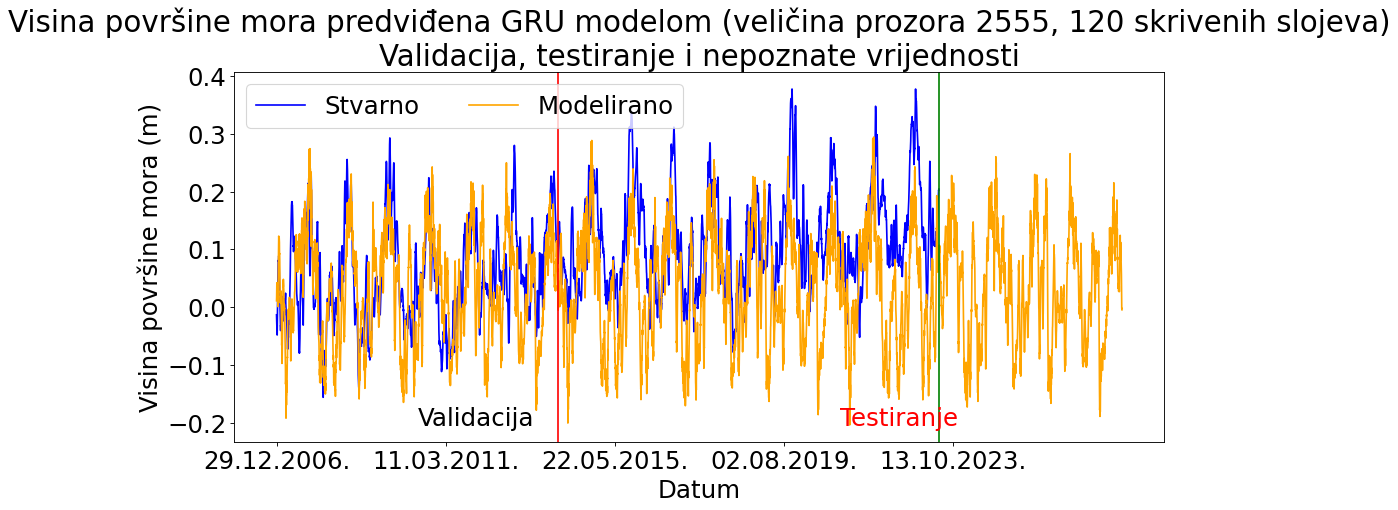 Visina površine mora predviđena GRU modelom (veličina prozora 2555, 120 skrivenih slojeva)
Validacija, testiranje i nepoznate vrijednosti
Stvarno
Modelirano
Visina površine mora (m)
0.4
0.3
0.2
0.1
0.0
−0.1
−0.2
Validacija
Testiranje
29.12.2006.
11.03.2011.
22.05.2015.
02.08.2019.
13.10.2023.
Datum